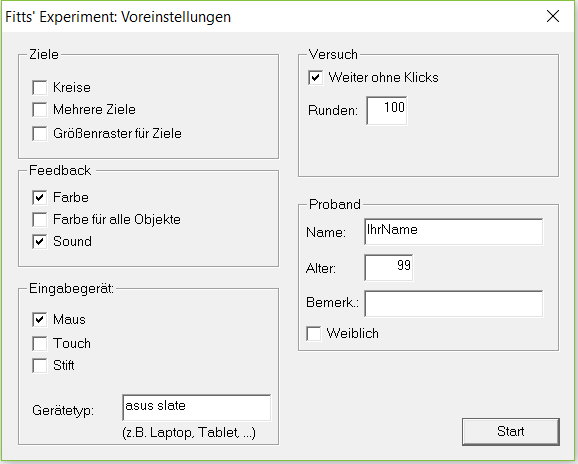 Fitts' Experiment: Voreinstellungen
Ziele
Kreise
Mehrere Ziele
Größenraster für Ziele
Feedback
Farbe
Farbe für alle Objekte
Sound
Eingabegerät:
Maus
Touch
Stift
Gerätetyp: asus slate
(z.B. Laptop, Tablet, ...)
Versuch
Weiter ohne Klicks
Runden: 100
Proband
Name: IhrName
Alter: 99
Bemerk.:
Weiblich
Start